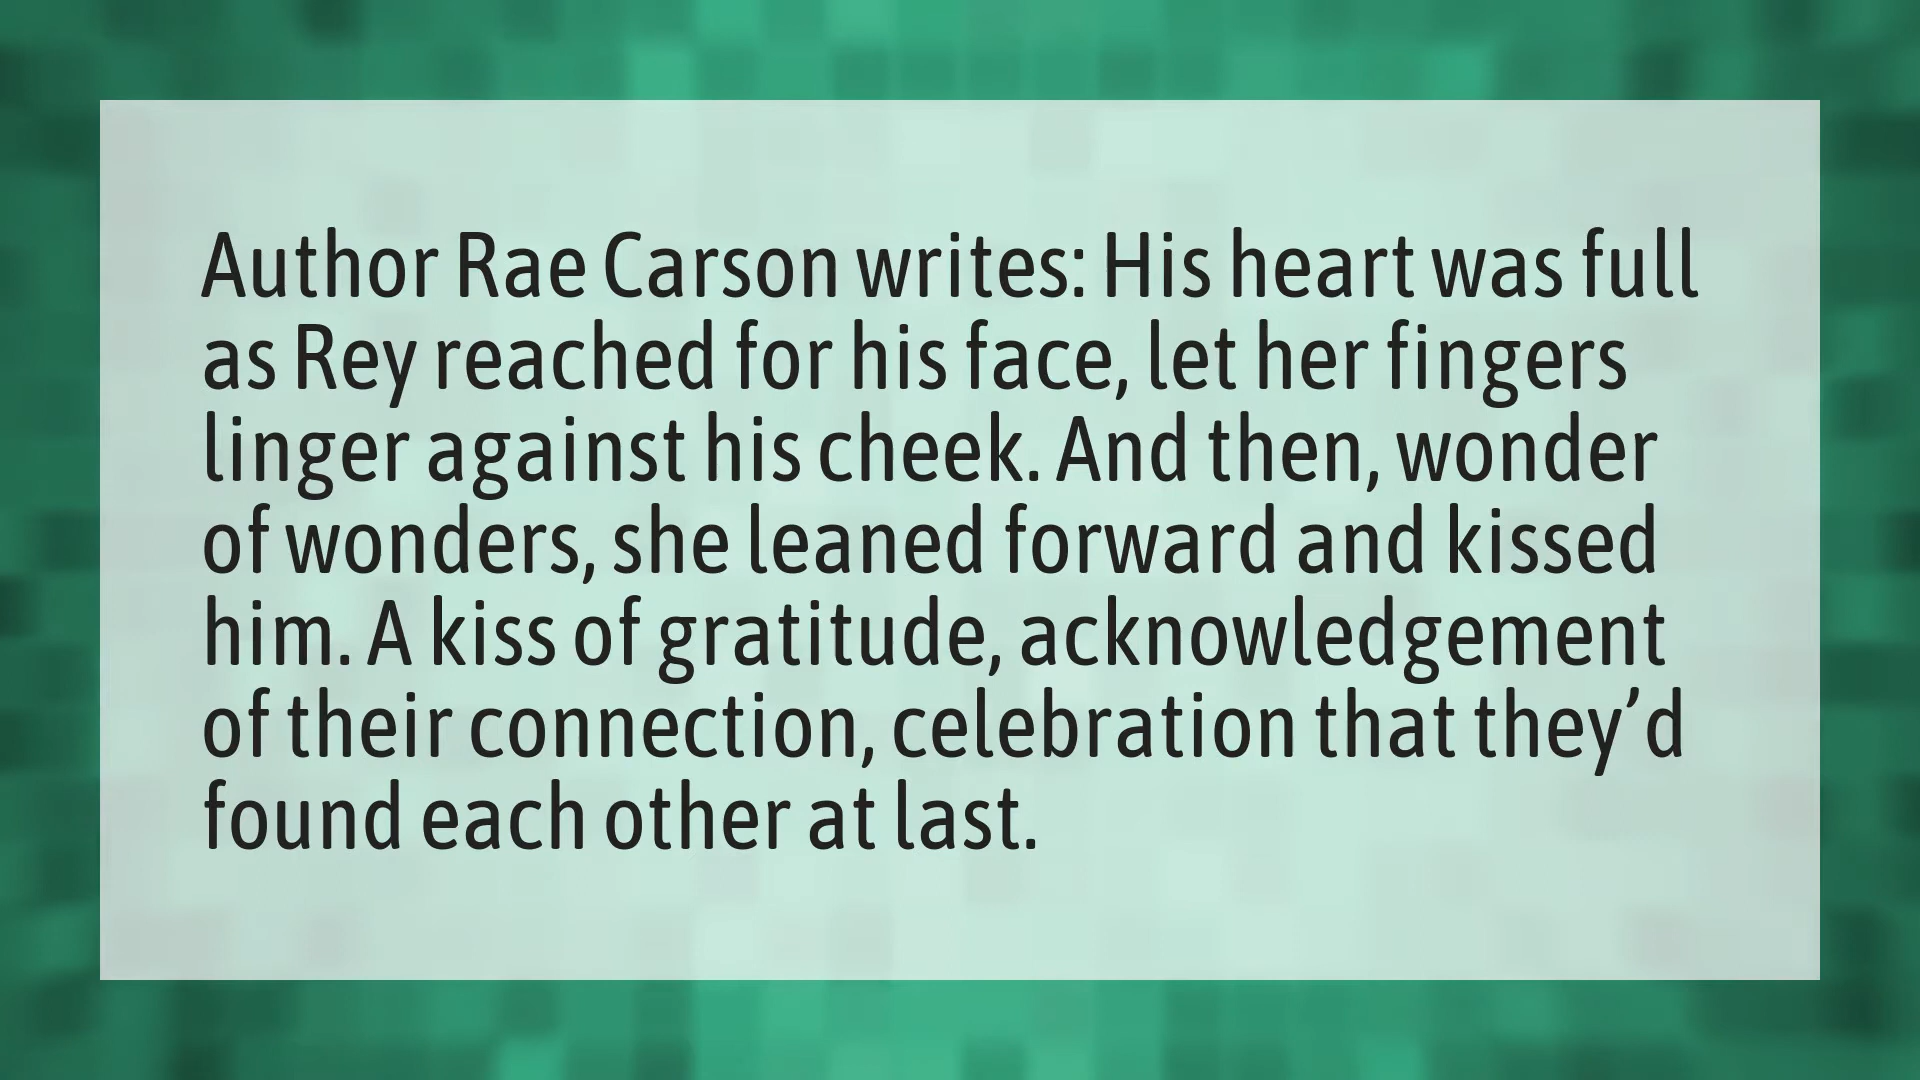 Author Rae Carson writes: His heart was full
as Rey reached for his face, let her fingers
linger against his cheek. And then, wonder
of wonders, she leaned forward and kissed
him. A kiss of gratitude, acknowledgement
of their connection, celebration that they’d
found each other at last.